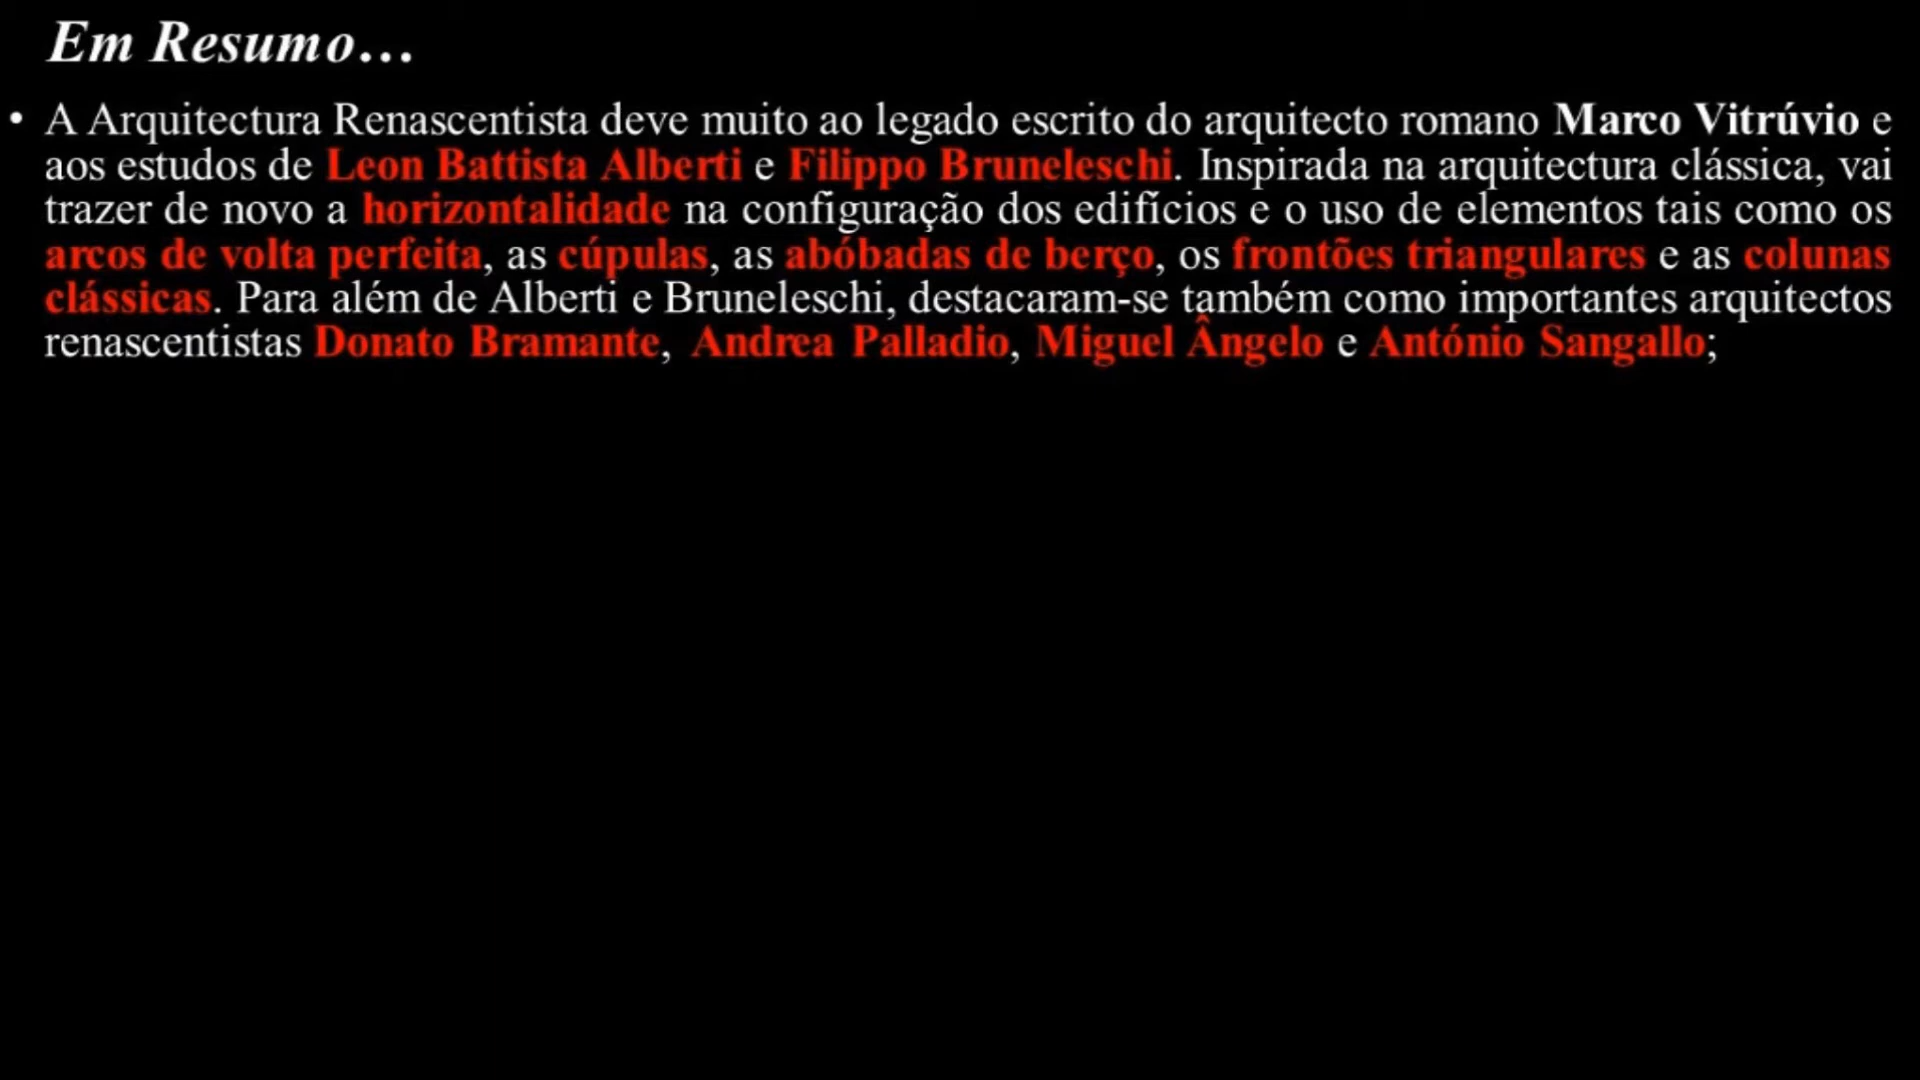 Em Resumo…
• A Arquitectura Renascentista deve muito ao legado escrito do arquitecto romano Marco Vitrúvio e
aos estudos de Leon Battista Alberti e Filippo Bruneleschi. Inspirada na arquitectura clássica, vai
trazer de novo a horizontalidade na configuração dos edifícios e o uso de elementos tais como os
arcos de volta perfeita, as cúpulas, as abóbadas de berço, os frontões triangulares e as colunas
clássicas. Para além de Alberti e Bruneleschi, destacaram-se também como importantes arquitectos
renascentistas Donato Bramante, Andrea Palladio, Miguel Ângelo e António Sangallo;